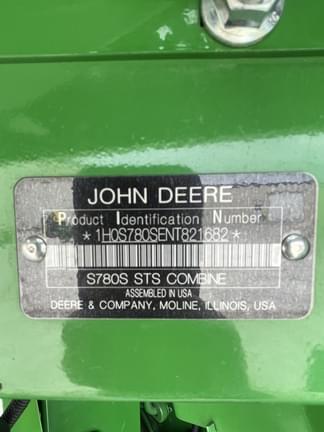 JOHN DEERE
Product Identification Number
*1H0S780SENT821682*
S780S STS COMBINE
ASSEMBLED IN USA
DEERE & COMPANY, MOLINE, ILLINOIS, USA